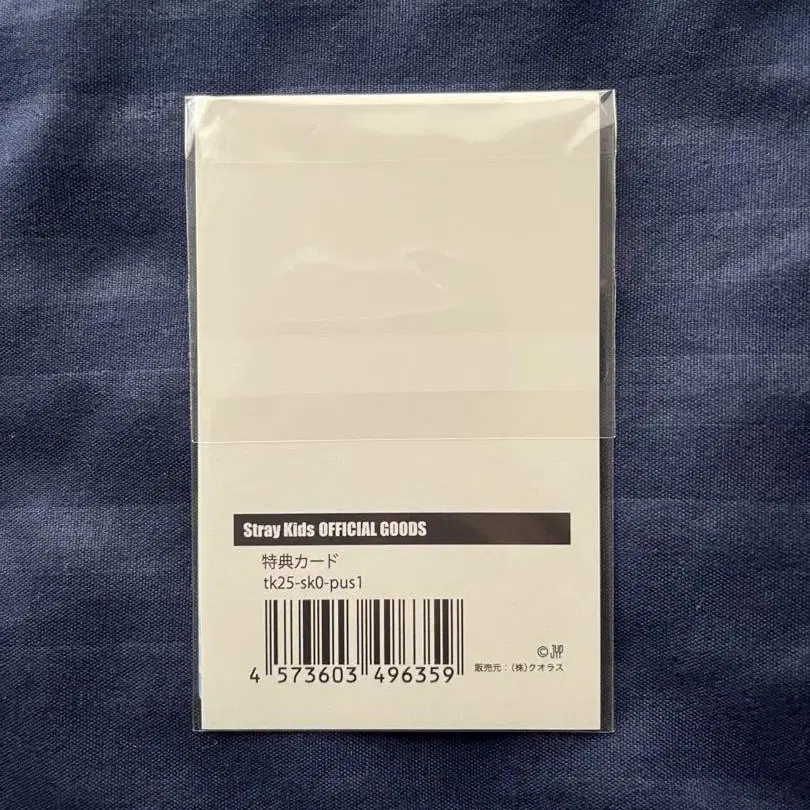 Stray Kids OFFICIAL GOODS
特典カード
tk25-sk0-pus1
4 573603 496359
© JYP
販売元:(株)クオラス